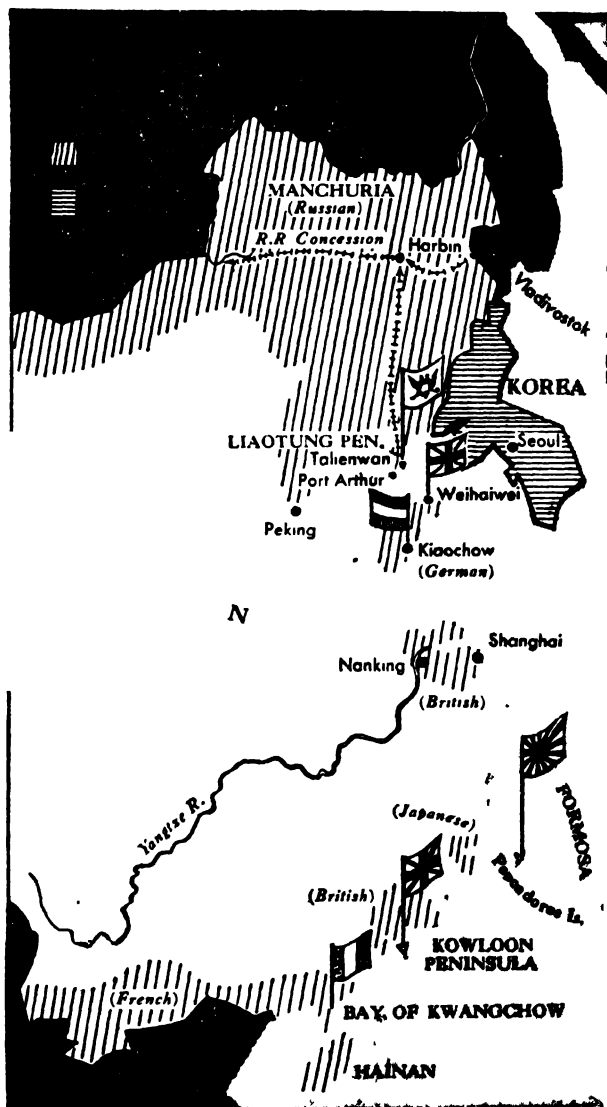 MANCHURIA
(Russian)
R.R Concession
Harbin
Vladivostok
KOREA
LIAOTUNG PEN.
Seoul
Talienwan
Port Arthur
Weihaiwei
Peking
Kiaochow
(German)
N
Shanghai
Nanking
(British)
FORMOSA
Yangtze R.
(Japanese)
Pescadores Is.
(British)
KOWLOON
PENINSULA
(French)
BAY OF KWANGCHOW
HAINAN